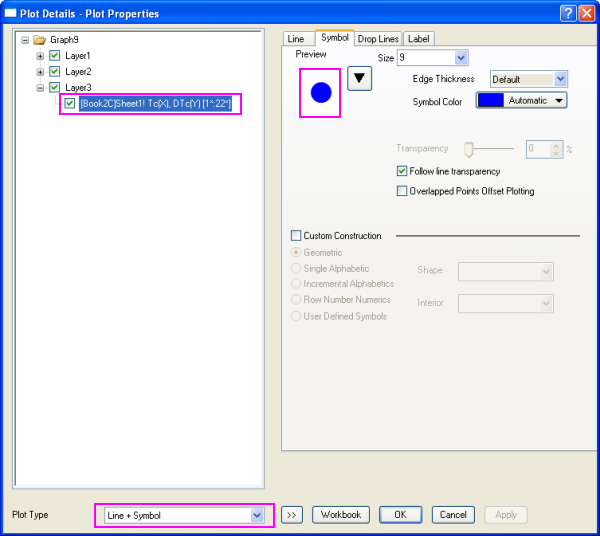 Plot Details - Plot Properties
Graph9
Layer1
Layer2
Layer3
[Book2C]Sheet1! Tc(X), DTc(Y) [1*:22*]
Line Symbol Drop Lines Label
Preview
Size 9
Edge Thickness Default
Symbol Color Automatic
Transparency 0 %
Follow line transparency
Overlapped Points Offset Plotting
Custom Construction
Geometric
Single Alphabetic
Shape
Incremental Alphabetics
Row Number Numerics
Interior
User Defined Symbols
Plot Type Line + Symbol >> Workbook OK Cancel Apply